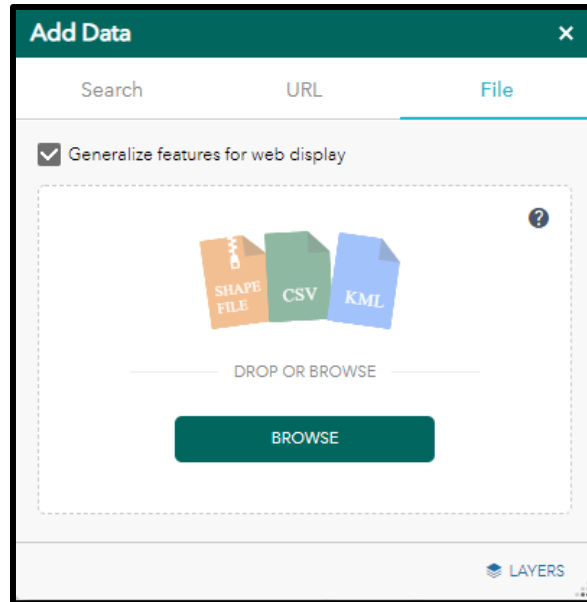 Add Data
Search URL File
Generalize features for web display
SHAPE
FILE
CSV
KML
DROP OR BROWSE
BROWSE
LAYERS